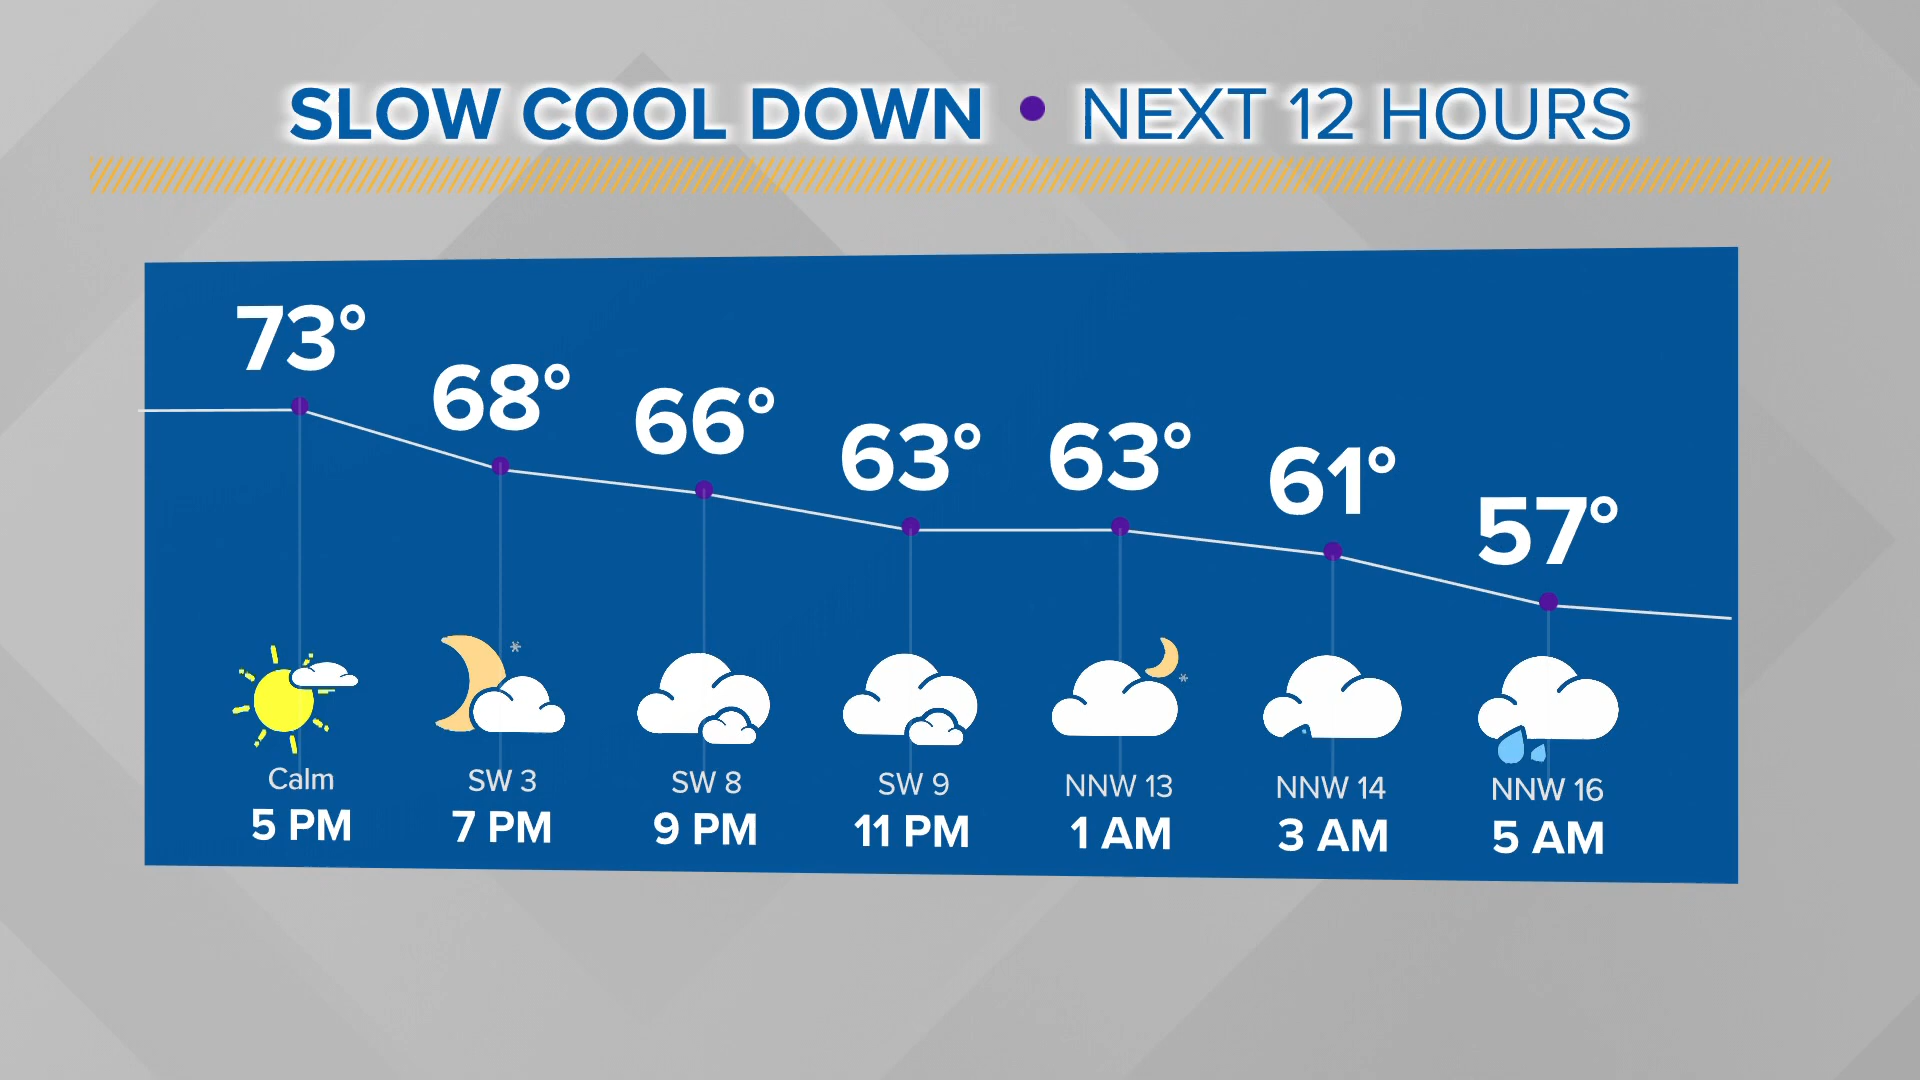 SLOW COOL DOWN • NEXT 12 HOURS
73° 68° 66° 63° 63° 61° 57°
Calm SW 3 SW 8 SW 9 NNW 13 NNW 14 NNW 16
5 PM 7 PM 9 PM 11 PM 1 AM 3 AM 5 AM